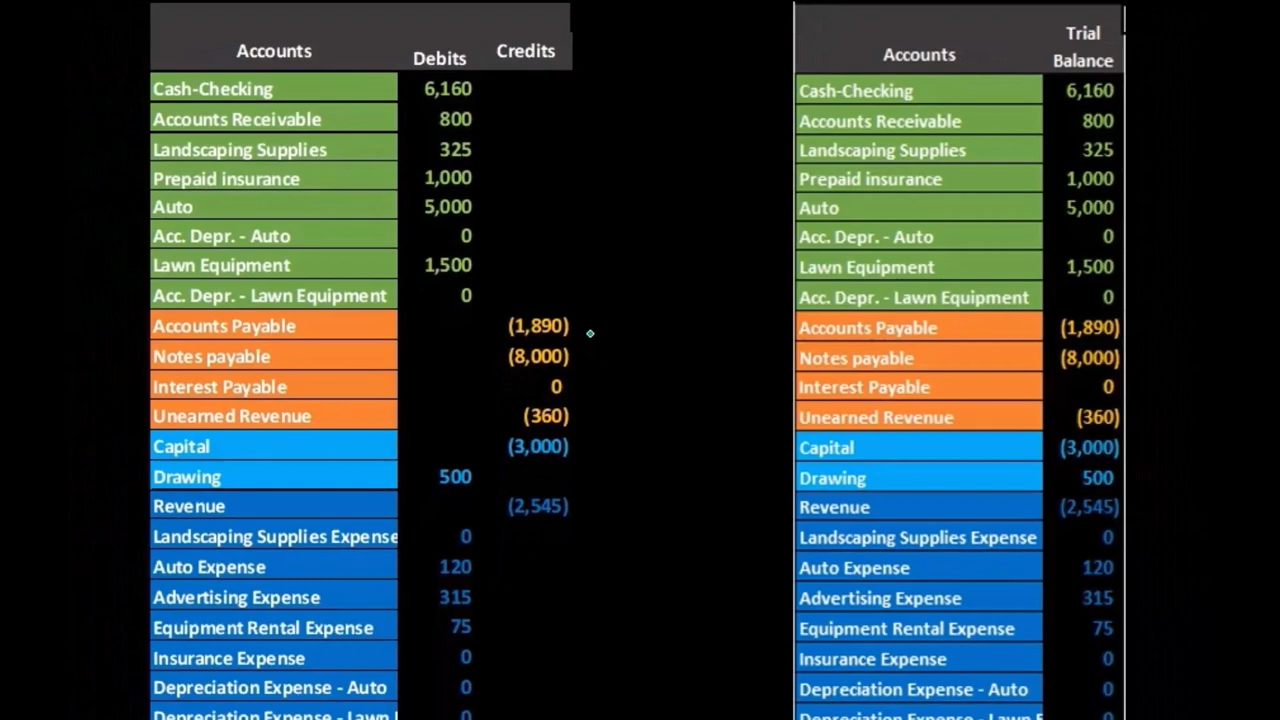 Accounts Debits Credits
Cash-Checking 6,160
Accounts Receivable 800
Landscaping Supplies 325
Prepaid insurance 1,000
Auto 5,000
Acc. Depr. - Auto 0
Lawn Equipment 1,500
Acc. Depr. - Lawn Equipment 0
Accounts Payable (1,890)
Notes payable (8,000)
Interest Payable 0
Unearned Revenue (360)
Capital (3,000)
Drawing 500
Revenue (2,545)
Landscaping Supplies Expense 0
Auto Expense 120
Advertising Expense 315
Equipment Rental Expense 75
Insurance Expense 0
Depreciation Expense - Auto 0
Depreciation Expense - Lawn 0
Trial
Accounts Balance
Cash-Checking 6,160
Accounts Receivable 800
Landscaping Supplies 325
Prepaid insurance 1,000
Auto 5,000
Acc. Depr. - Auto 0
Lawn Equipment 1,500
Acc. Depr. - Lawn Equipment 0
Accounts Payable (1,890)
Notes payable (8,000)
Interest Payable 0
Unearned Revenue (360)
Capital (3,000)
Drawing 500
Revenue (2,545)
Landscaping Supplies Expense 0
Auto Expense 120
Advertising Expense 315
Equipment Rental Expense 75
Insurance Expense 0
Depreciation Expense - Auto 0
Depreciation Expense - Lawn E 0